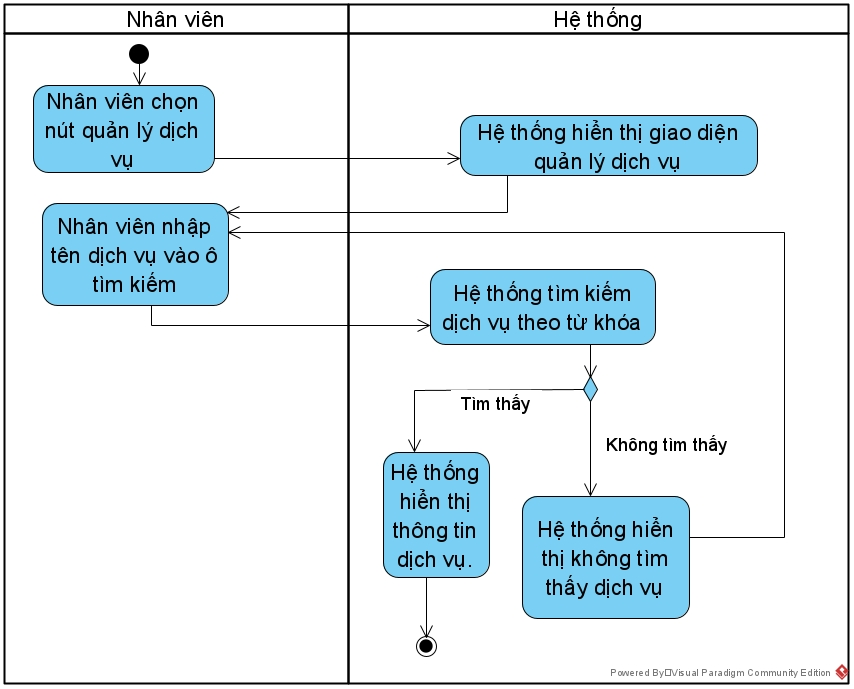 Nhân viên
Hệ thống
Nhân viên chọn
nút quản lý dịch
vụ
Hệ thống hiển thị giao diện
quản lý dịch vụ
Nhân viên nhập
tên dịch vụ vào ô
tìm kiếm
Hệ thống tìm kiếm
dịch vụ theo từ khóa
Tìm thấy
Không tìm thấy
Hệ thống
hiển thị
thông tin
dịch vụ.
Hệ thống hiển
thị không tìm
thấy dịch vụ
Powered By Visual Paradigm Community Edition